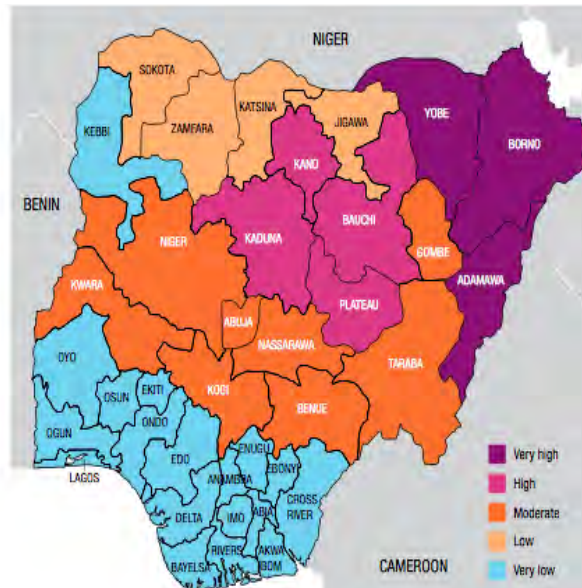 NIGER
SOKOTA
KATSINA
JIGAWA
YOBE
BORNO
KEBBI
ZAMFARA
KANO
BENIN
NIGER
KADUNA
BAUCHI
GOMBE
ADAMAWA
KWARA
ABUJA
PLATEAU
NASSARAWA
TARABA
OYO
KOGI
BENUE
OSUN
EKITI
ONDO
OGUN
EDO
ENUGU
EBONY
LAGOS
ANAMBRA
CROSS
RIVER
DELTA
IMO
ABIA
BAYELSA
RIVERS
AKWA
IBOM
CAMEROON
Very high
High
Moderate
Low
Very low